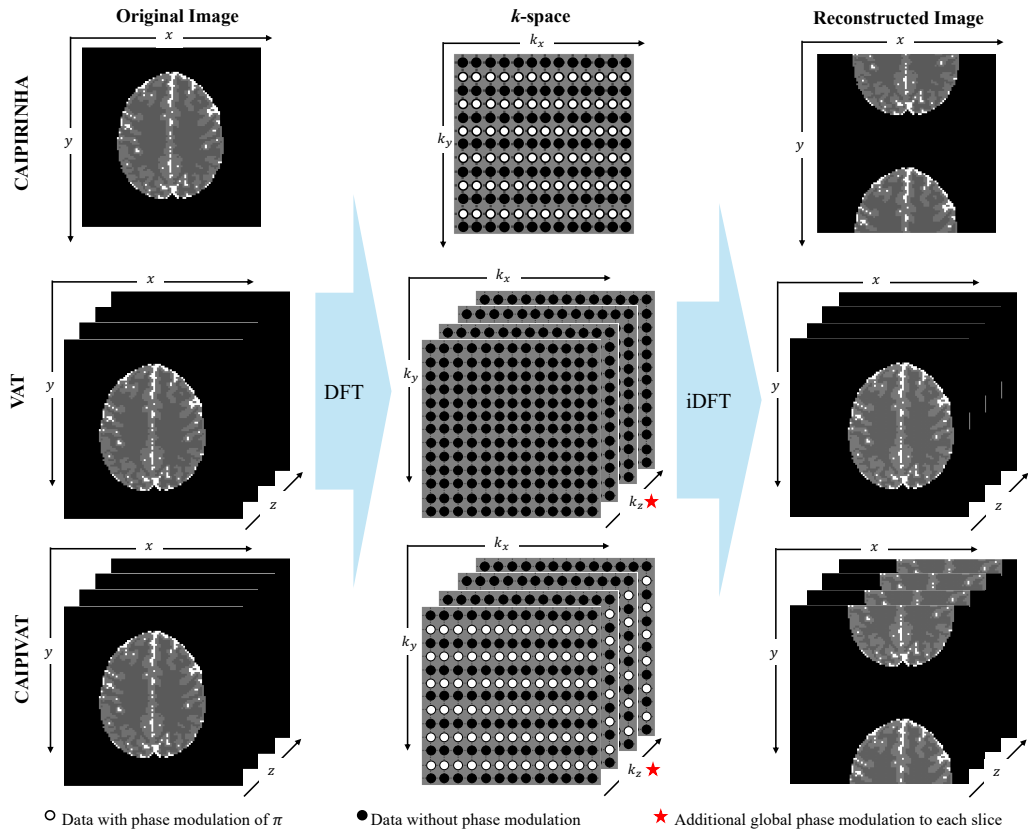 Original Image
k-space
Reconstructed Image
CAIPIRINHA
x
y
k_x
k_y
x
y
VAT
x
y
z
DFT
k_x
k_y
k_z ★
iDFT
x
y
z
CAIPIVAT
x
y
z
k_x
k_y
k_z ★
x
y
z
○ Data with phase modulation of π
● Data without phase modulation
★ Additional global phase modulation to each slice